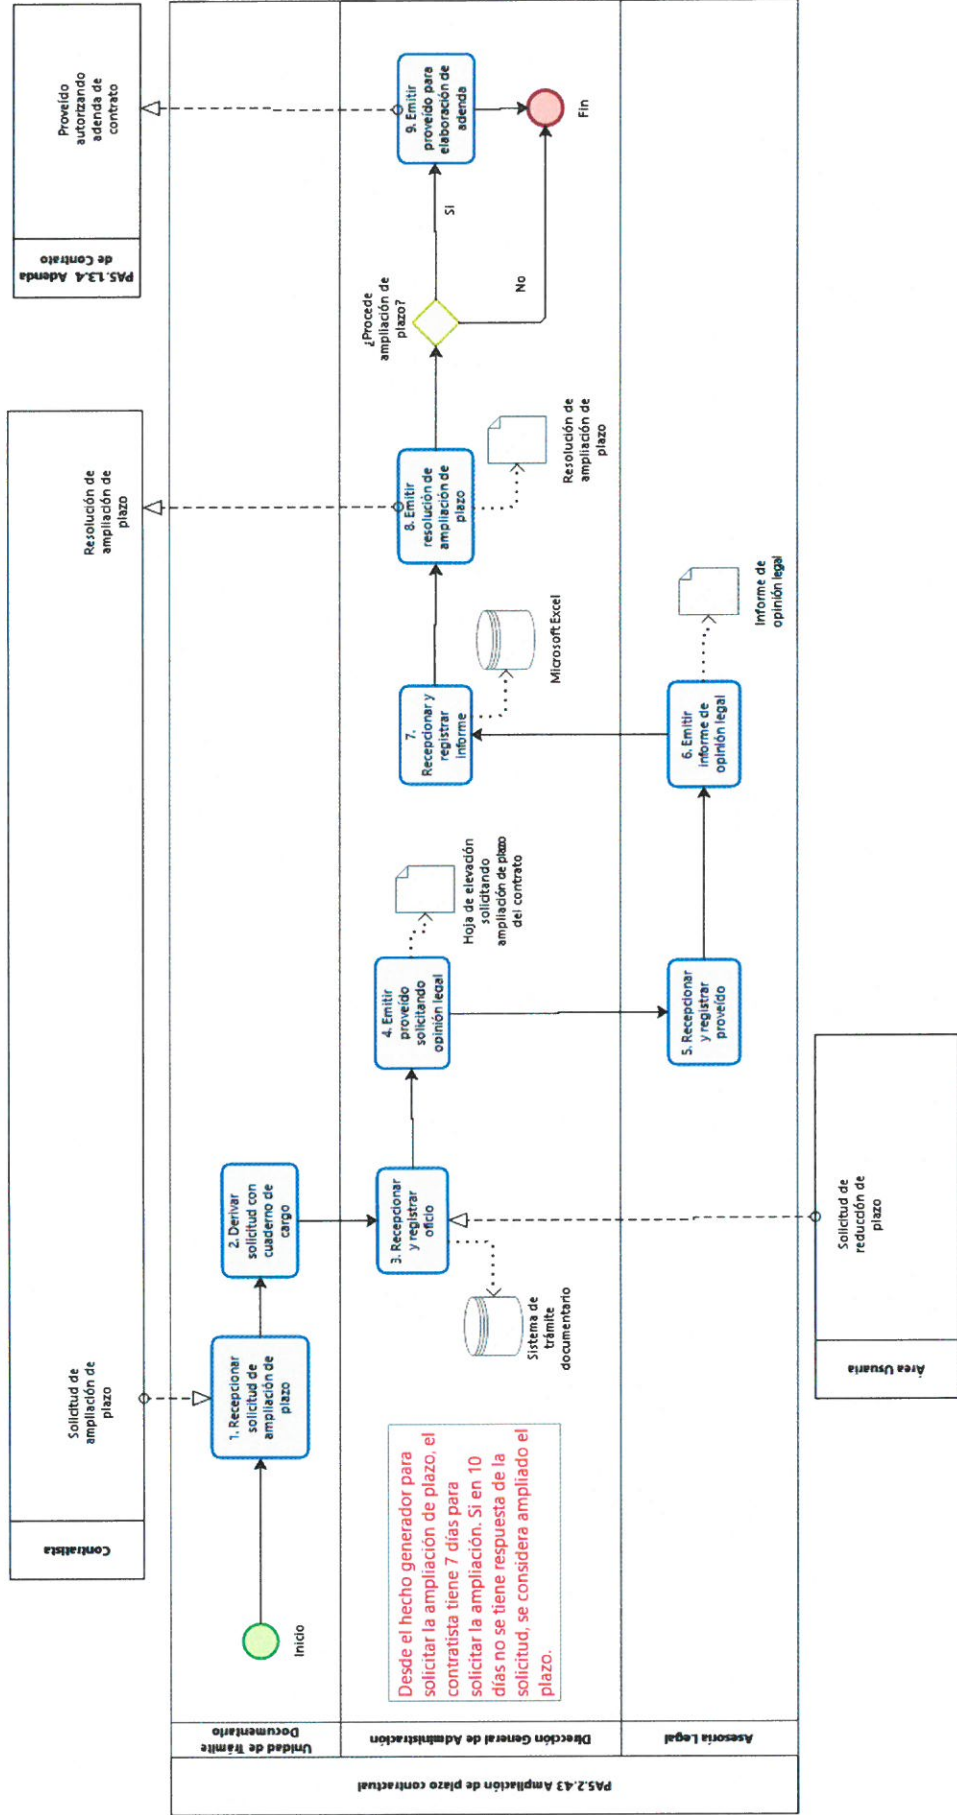 Contratista
Solicitud de
ampliación de
plazo
Resolución de
ampliación de
plazo
PA5.13.4 Adenda
de Contrato
Proveído
autorizando
adenda de
contrato
PA5.2.43 Ampliación de plazo contractual
Unidad de Trámite
Documentario
Inicio
1. Recepcionar
solicitud de
ampliación de
plazo
2. Derivar
solicitud con
cuaderno de
cargo
Dirección General de Administración
Desde el hecho generador para
solicitar la ampliación de plazo, el
contratista tiene 7 días para
solicitar la ampliación. Si en 10
días no se tiene respuesta de la
solicitud, se considera ampliado el
plazo.
3. Recepcionar
y registrar
oficio
Sistema de
trámite
documentario
4. Emitir
proveído
solicitando
opinión legal
Hoja de elevación
solicitando
ampliación de plazo
del contrato
7.
Recepcionar y
registrar
informe
Microsoft Excel
8. Emitir
resolución de
ampliación de
plazo
Resolución de
ampliación de
plazo
¿Procede
ampliación de
plazo?
Si
No
9. Emitir
proveído para
elaboración de
adenda
Fin
Asesoría Legal
5. Recepcionar
y registrar
proveído
6. Emitir
informe de
opinión legal
Informe de
opinión legal
Área Usuaria
Solicitud de
reducción de
plazo